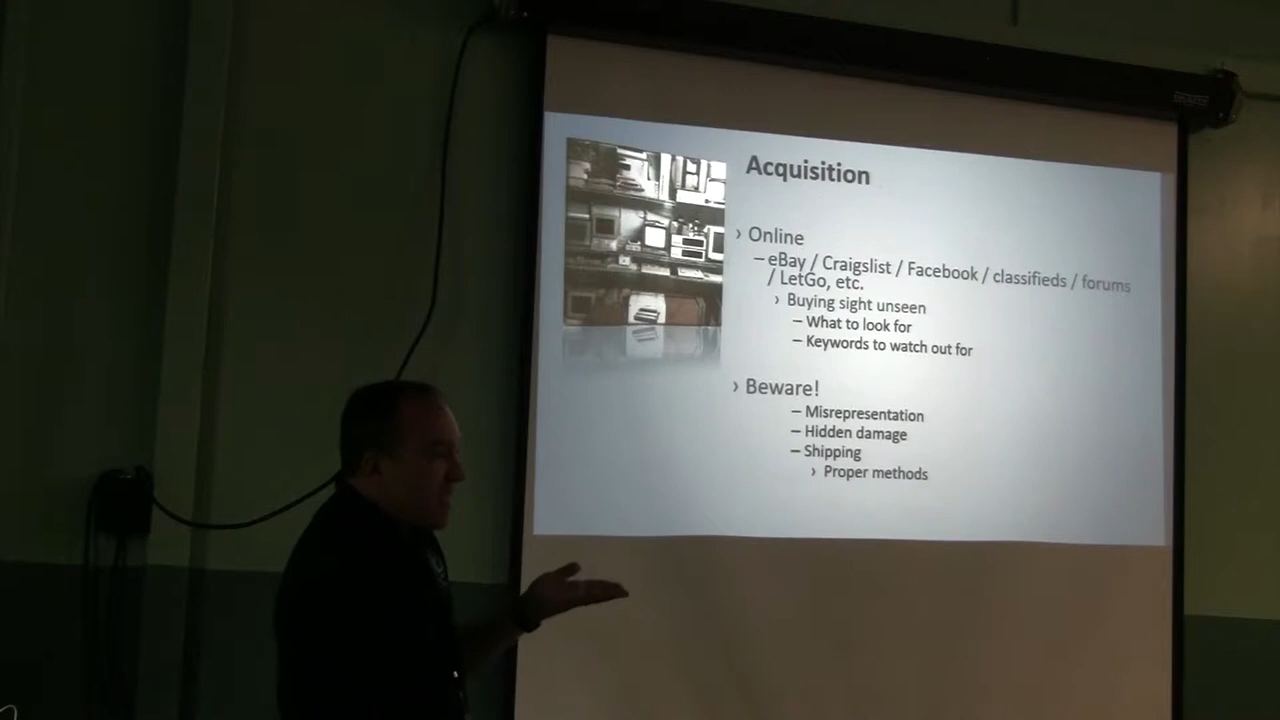 Acquisition
› Online
– eBay / Craigslist / Facebook / classifieds / forums
/ LetGo, etc.
› Buying sight unseen
– What to look for
– Keywords to watch out for
› Beware!
– Misrepresentation
– Hidden damage
– Shipping
› Proper methods